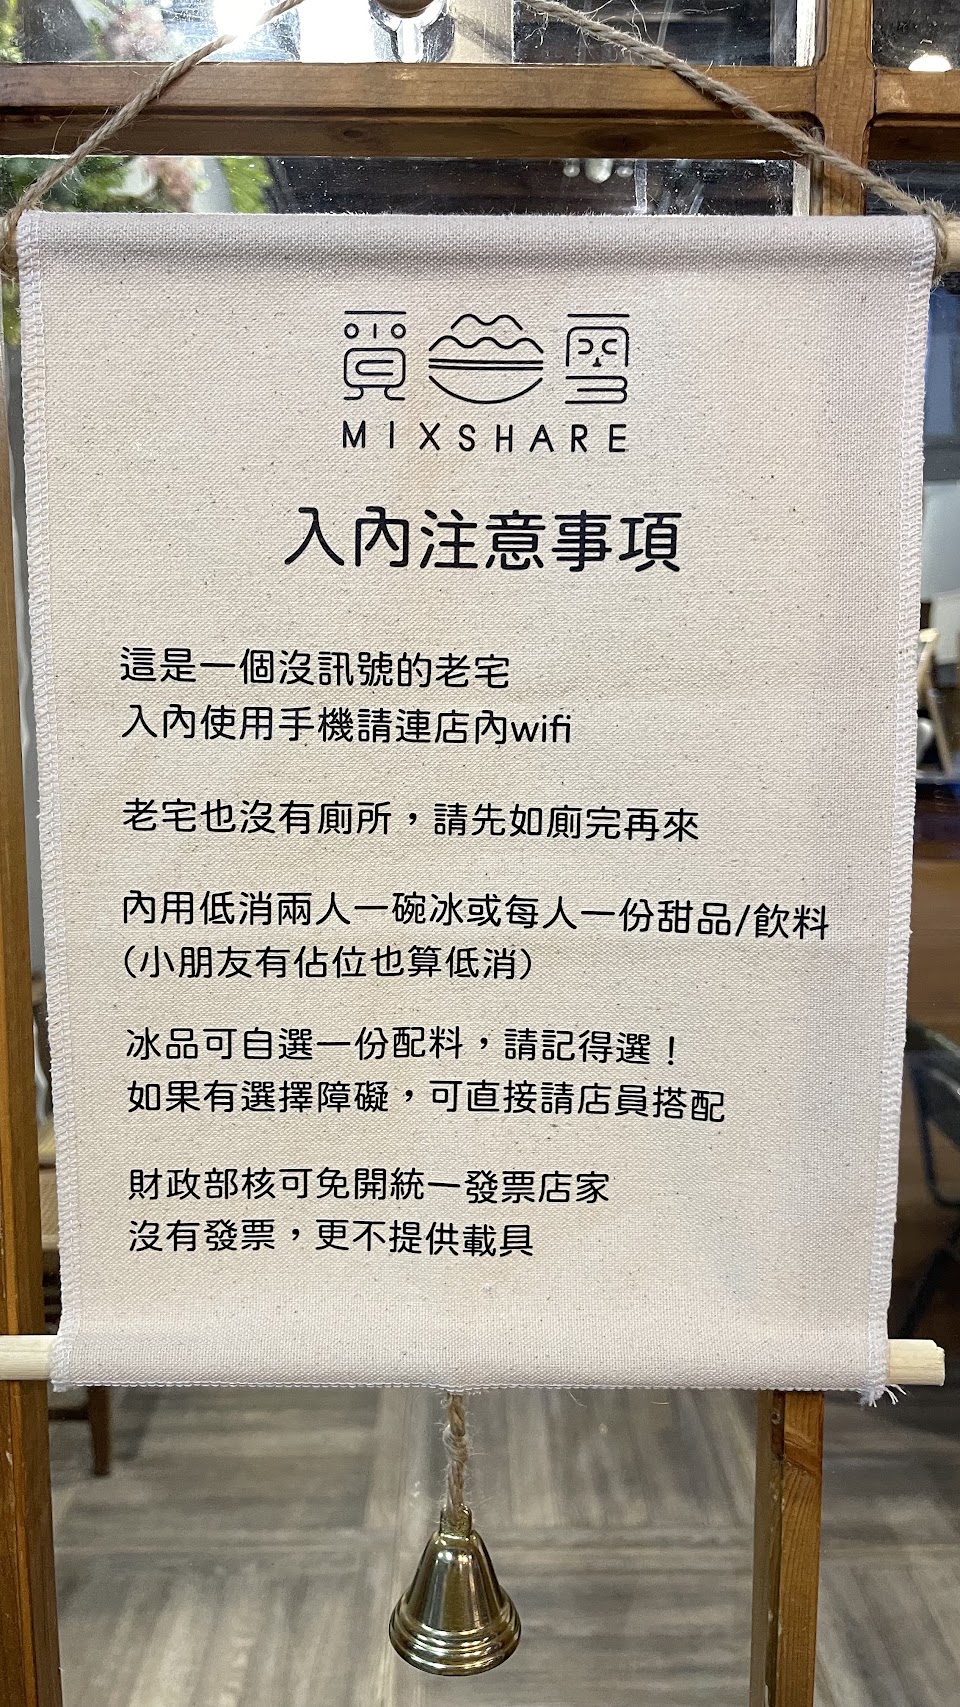 覓雪
MIXSHARE
入內注意事項
這是一個沒訊號的老宅
入內使用手機請連店內wifi
老宅也沒有廁所，請先如廁完再來
內用低消兩人一碗冰或每人一份甜品/飲料
(小朋友有佔位也算低消)
冰品可自選一份配料，請記得選！
如果有選擇障礙，可直接請店員搭配
財政部核可免開統一發票店家
沒有發票，更不提供載具